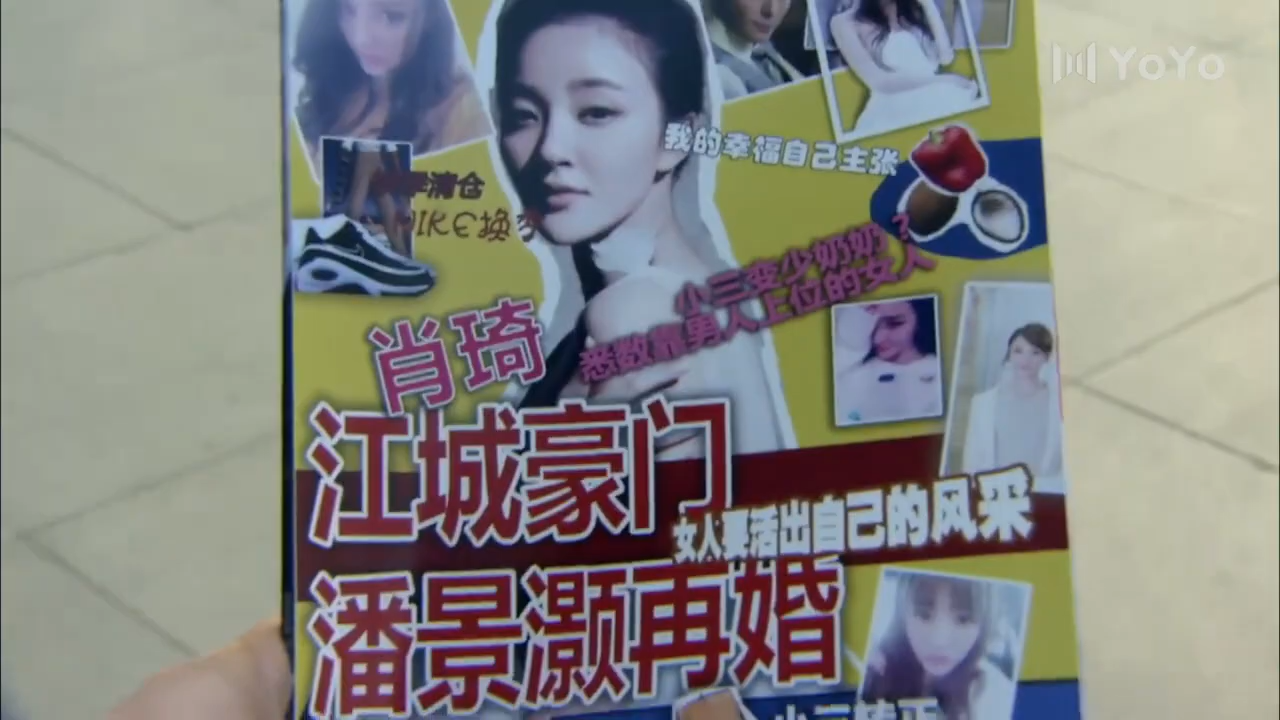 YoYo
我的幸福自己主张
清仓
NIKE换季
小三变少奶奶？
悉数靠男人上位的女人
肖琦
江城豪门
女人要活出自己的风采
潘景灏再婚